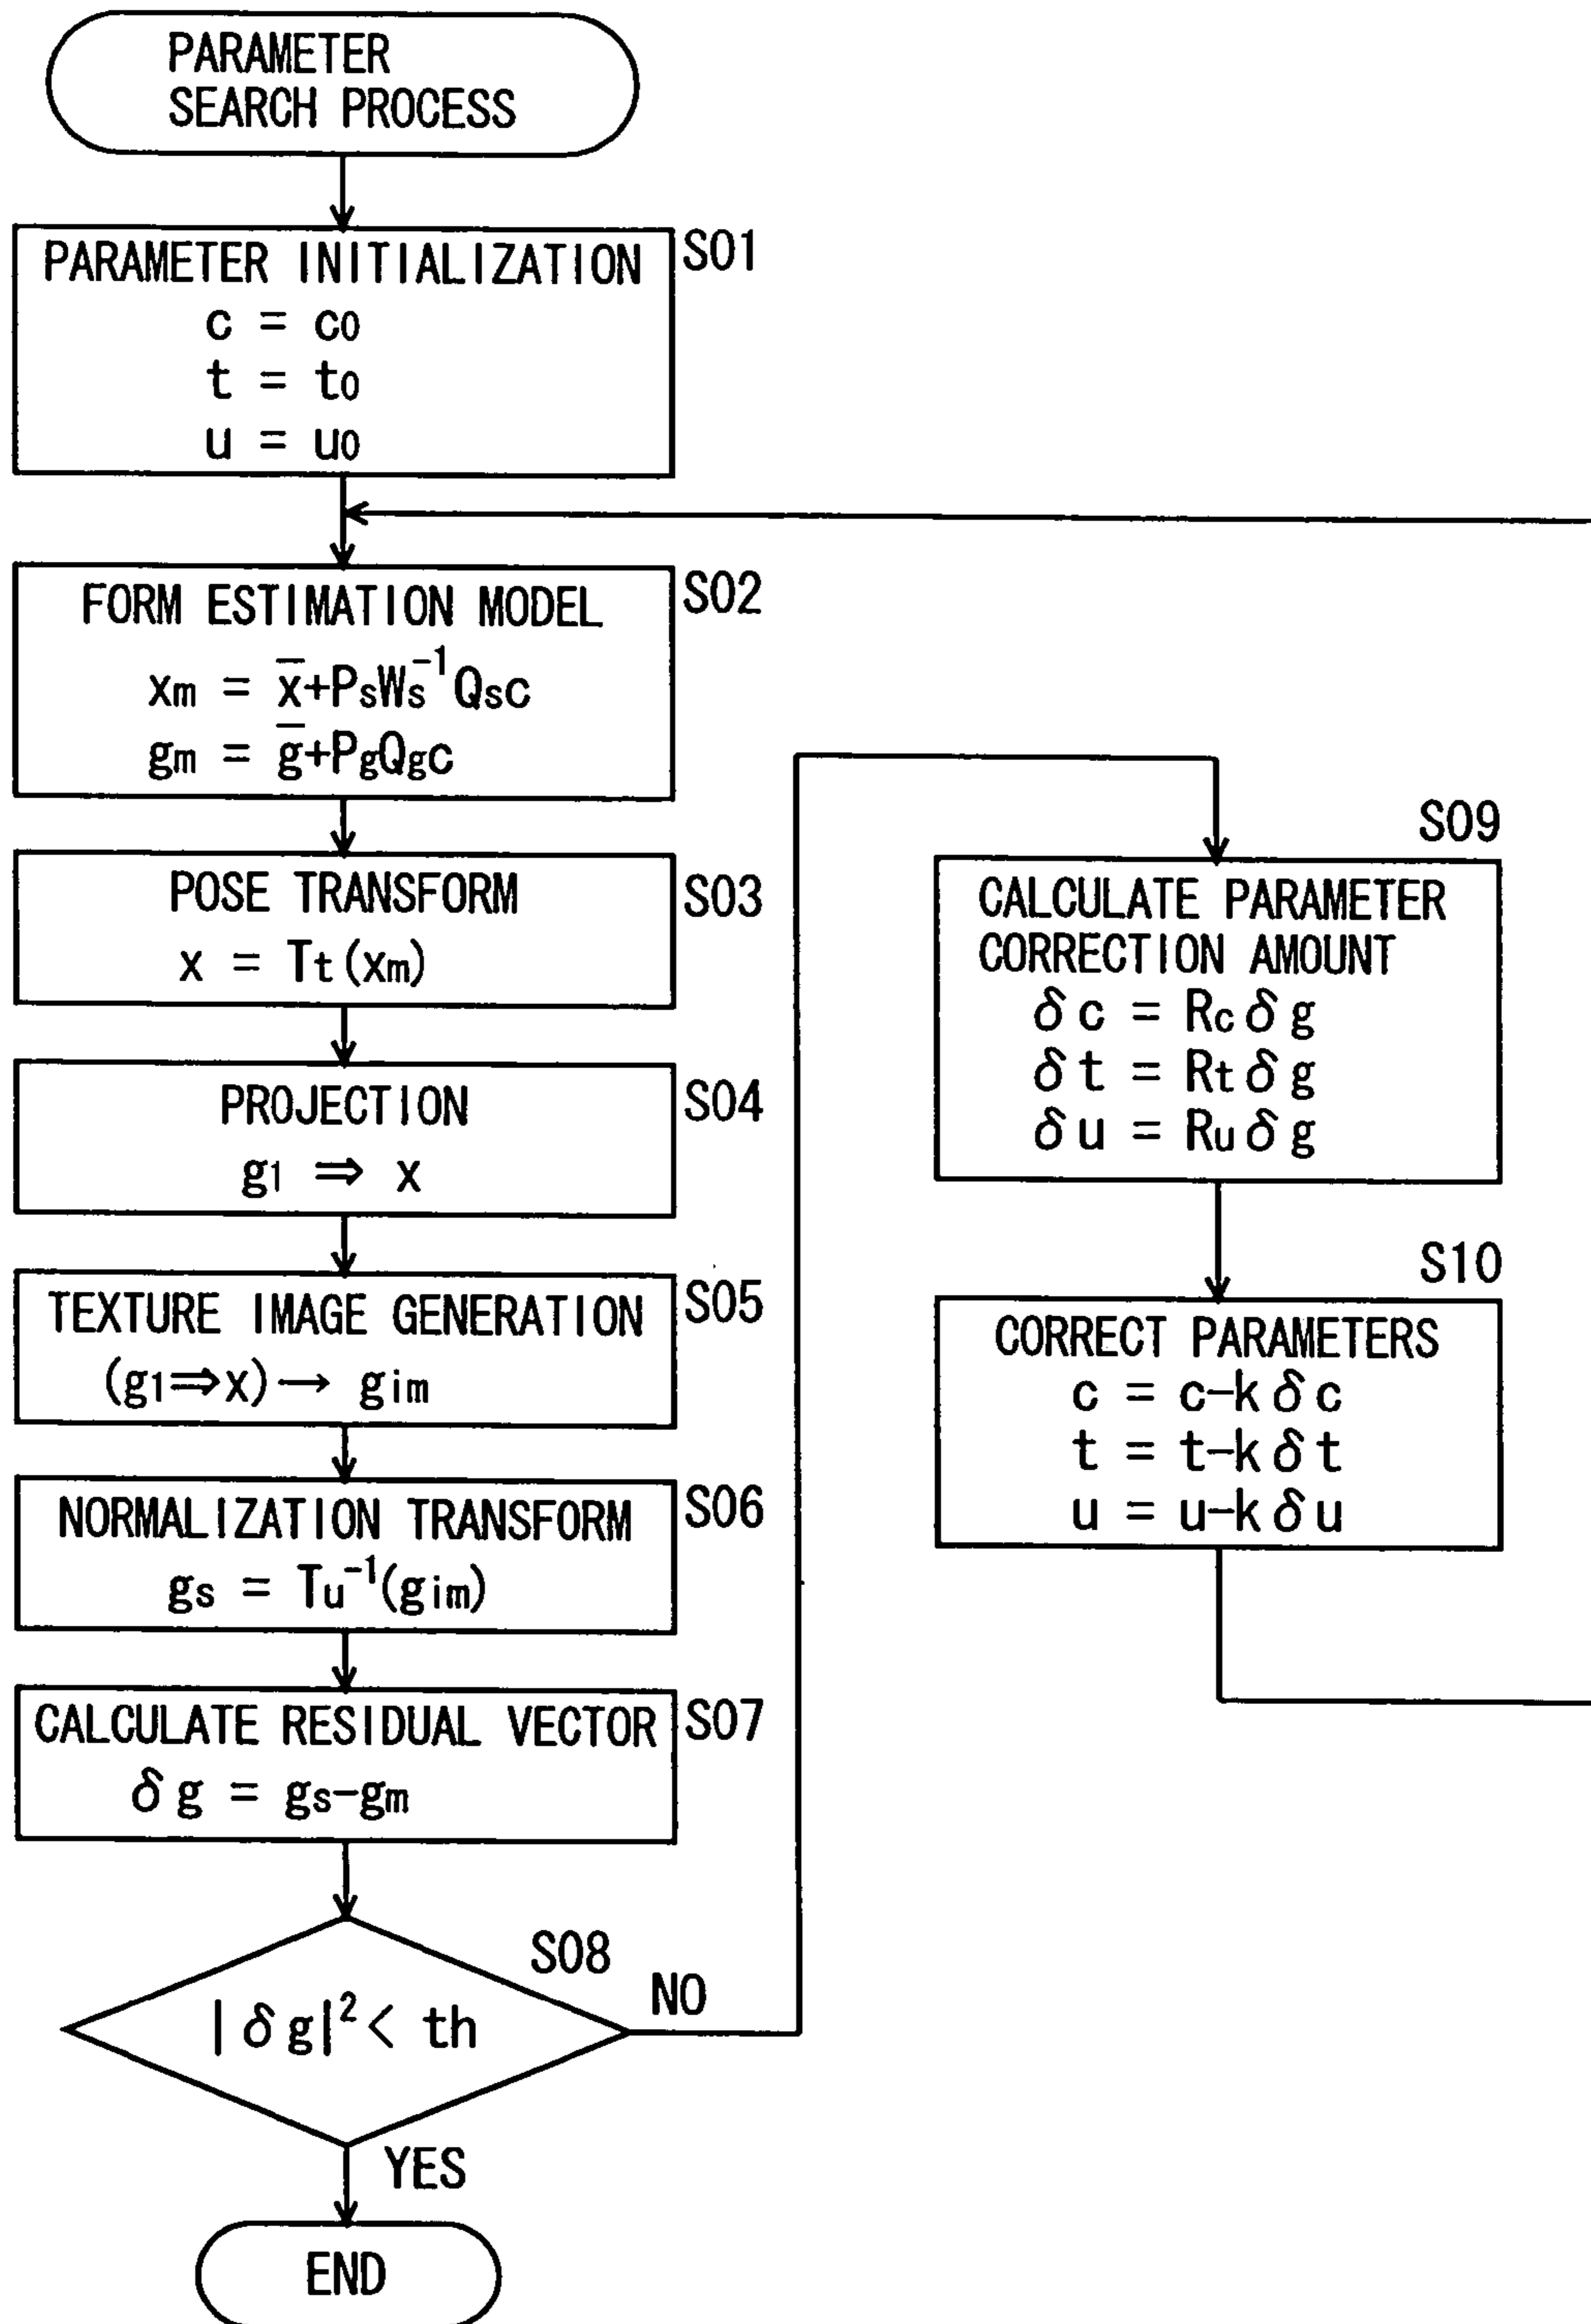 PARAMETER
SEARCH PROCESS
PARAMETER INITIALIZATION
S01
c = c0
t = t0
u = u0
FORM ESTIMATION MODEL
S02
xm = x̄+PsWs⁻¹Qsc
gm = ḡ+PgQgc
POSE TRANSFORM
S03
x = Tt(xm)
PROJECTION
S04
g1 ⇒ x
TEXTURE IMAGE GENERATION
S05
(g1⇒x)→ gim
NORMALIZATION TRANSFORM
S06
gs = Tu⁻¹(gim)
CALCULATE RESIDUAL VECTOR
S07
δg = gs-gm
S08
|δg|²< th
NO
YES
END
S09
CALCULATE PARAMETER
CORRECTION AMOUNT
δc = Rcδg
δt = Rtδg
δu = Ruδg
S10
CORRECT PARAMETERS
c = c-kδc
t = t-kδt
u = u-kδu